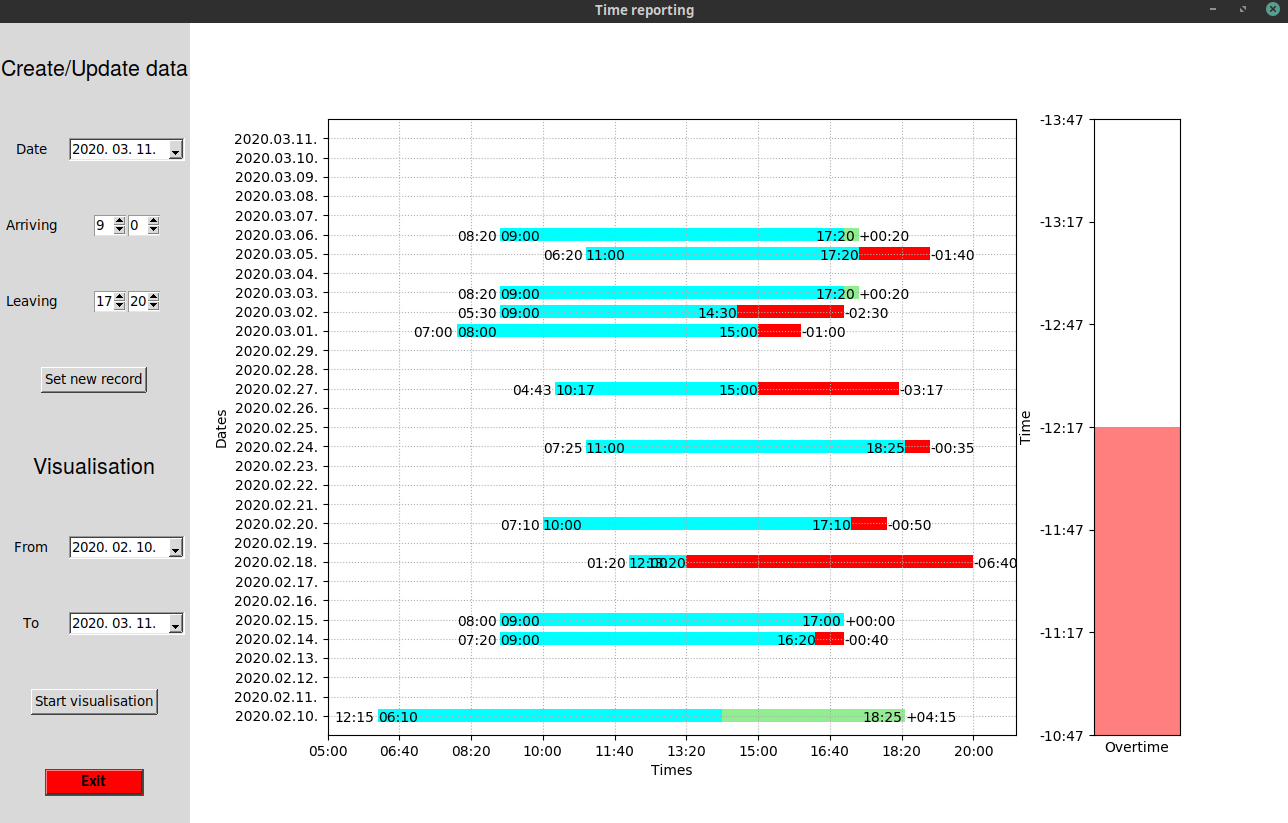 Time reporting
Create/Update data
Date 2020. 03. 11.
Arriving 9 0
Leaving 17 20
Set new record
Visualisation
From 2020. 02. 10.
To 2020. 03. 11.
Start visualisation
Exit
Dates
2020.03.11.
2020.03.10.
2020.03.09.
2020.03.08.
2020.03.07.
2020.03.06. 08:20 09:00 17:20 +00:20
2020.03.05. 06:20 11:00 17:20 -01:40
2020.03.04.
2020.03.03. 08:20 09:00 17:20 +00:20
2020.03.02. 05:30 09:00 14:30 -02:30
2020.03.01. 07:00 08:00 15:00 -01:00
2020.02.29.
2020.02.28.
2020.02.27. 04:43 10:17 15:00 -03:17
2020.02.26.
2020.02.25.
2020.02.24. 07:25 11:00 18:25 -00:35
2020.02.23.
2020.02.22.
2020.02.21.
2020.02.20. 07:10 10:00 17:10 -00:50
2020.02.19.
2020.02.18. 01:20 12:00 13:20 -06:40
2020.02.17.
2020.02.16.
2020.02.15. 08:00 09:00 17:00 +00:00
2020.02.14. 07:20 09:00 16:20 -00:40
2020.02.13.
2020.02.12.
2020.02.11.
2020.02.10. 12:15 06:10 18:25 +04:15
05:00 06:40 08:20 10:00 11:40 13:20 15:00 16:40 18:20 20:00
Times
Time
-13:47
-13:17
-12:47
-12:17
-11:47
-11:17
-10:47
Overtime